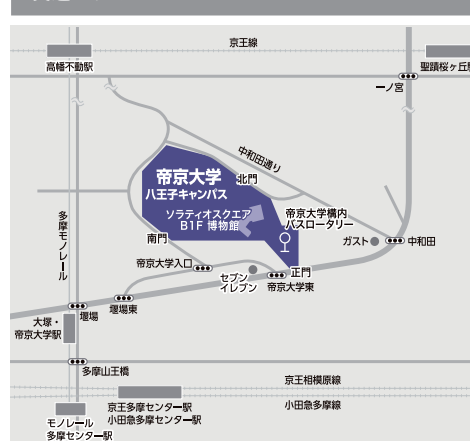 京王線
高幡不動駅
聖蹟桜ヶ丘駅
一ノ宮
中和田通り
帝京大学
八王子キャンパス
北門
ソラティオスクエア
B1F 博物館
帝京大学構内
バスロータリー
南門
ガスト
中和田
多摩モノレール
帝京大学入口
セブン
イレブン
正門
帝京大学東
堰場東
堰場
大塚・
帝京大学駅
多摩山王橋
京王相模原線
京王多摩センター駅
小田急多摩センター駅
小田急多摩線
モノレール
多摩センター駅